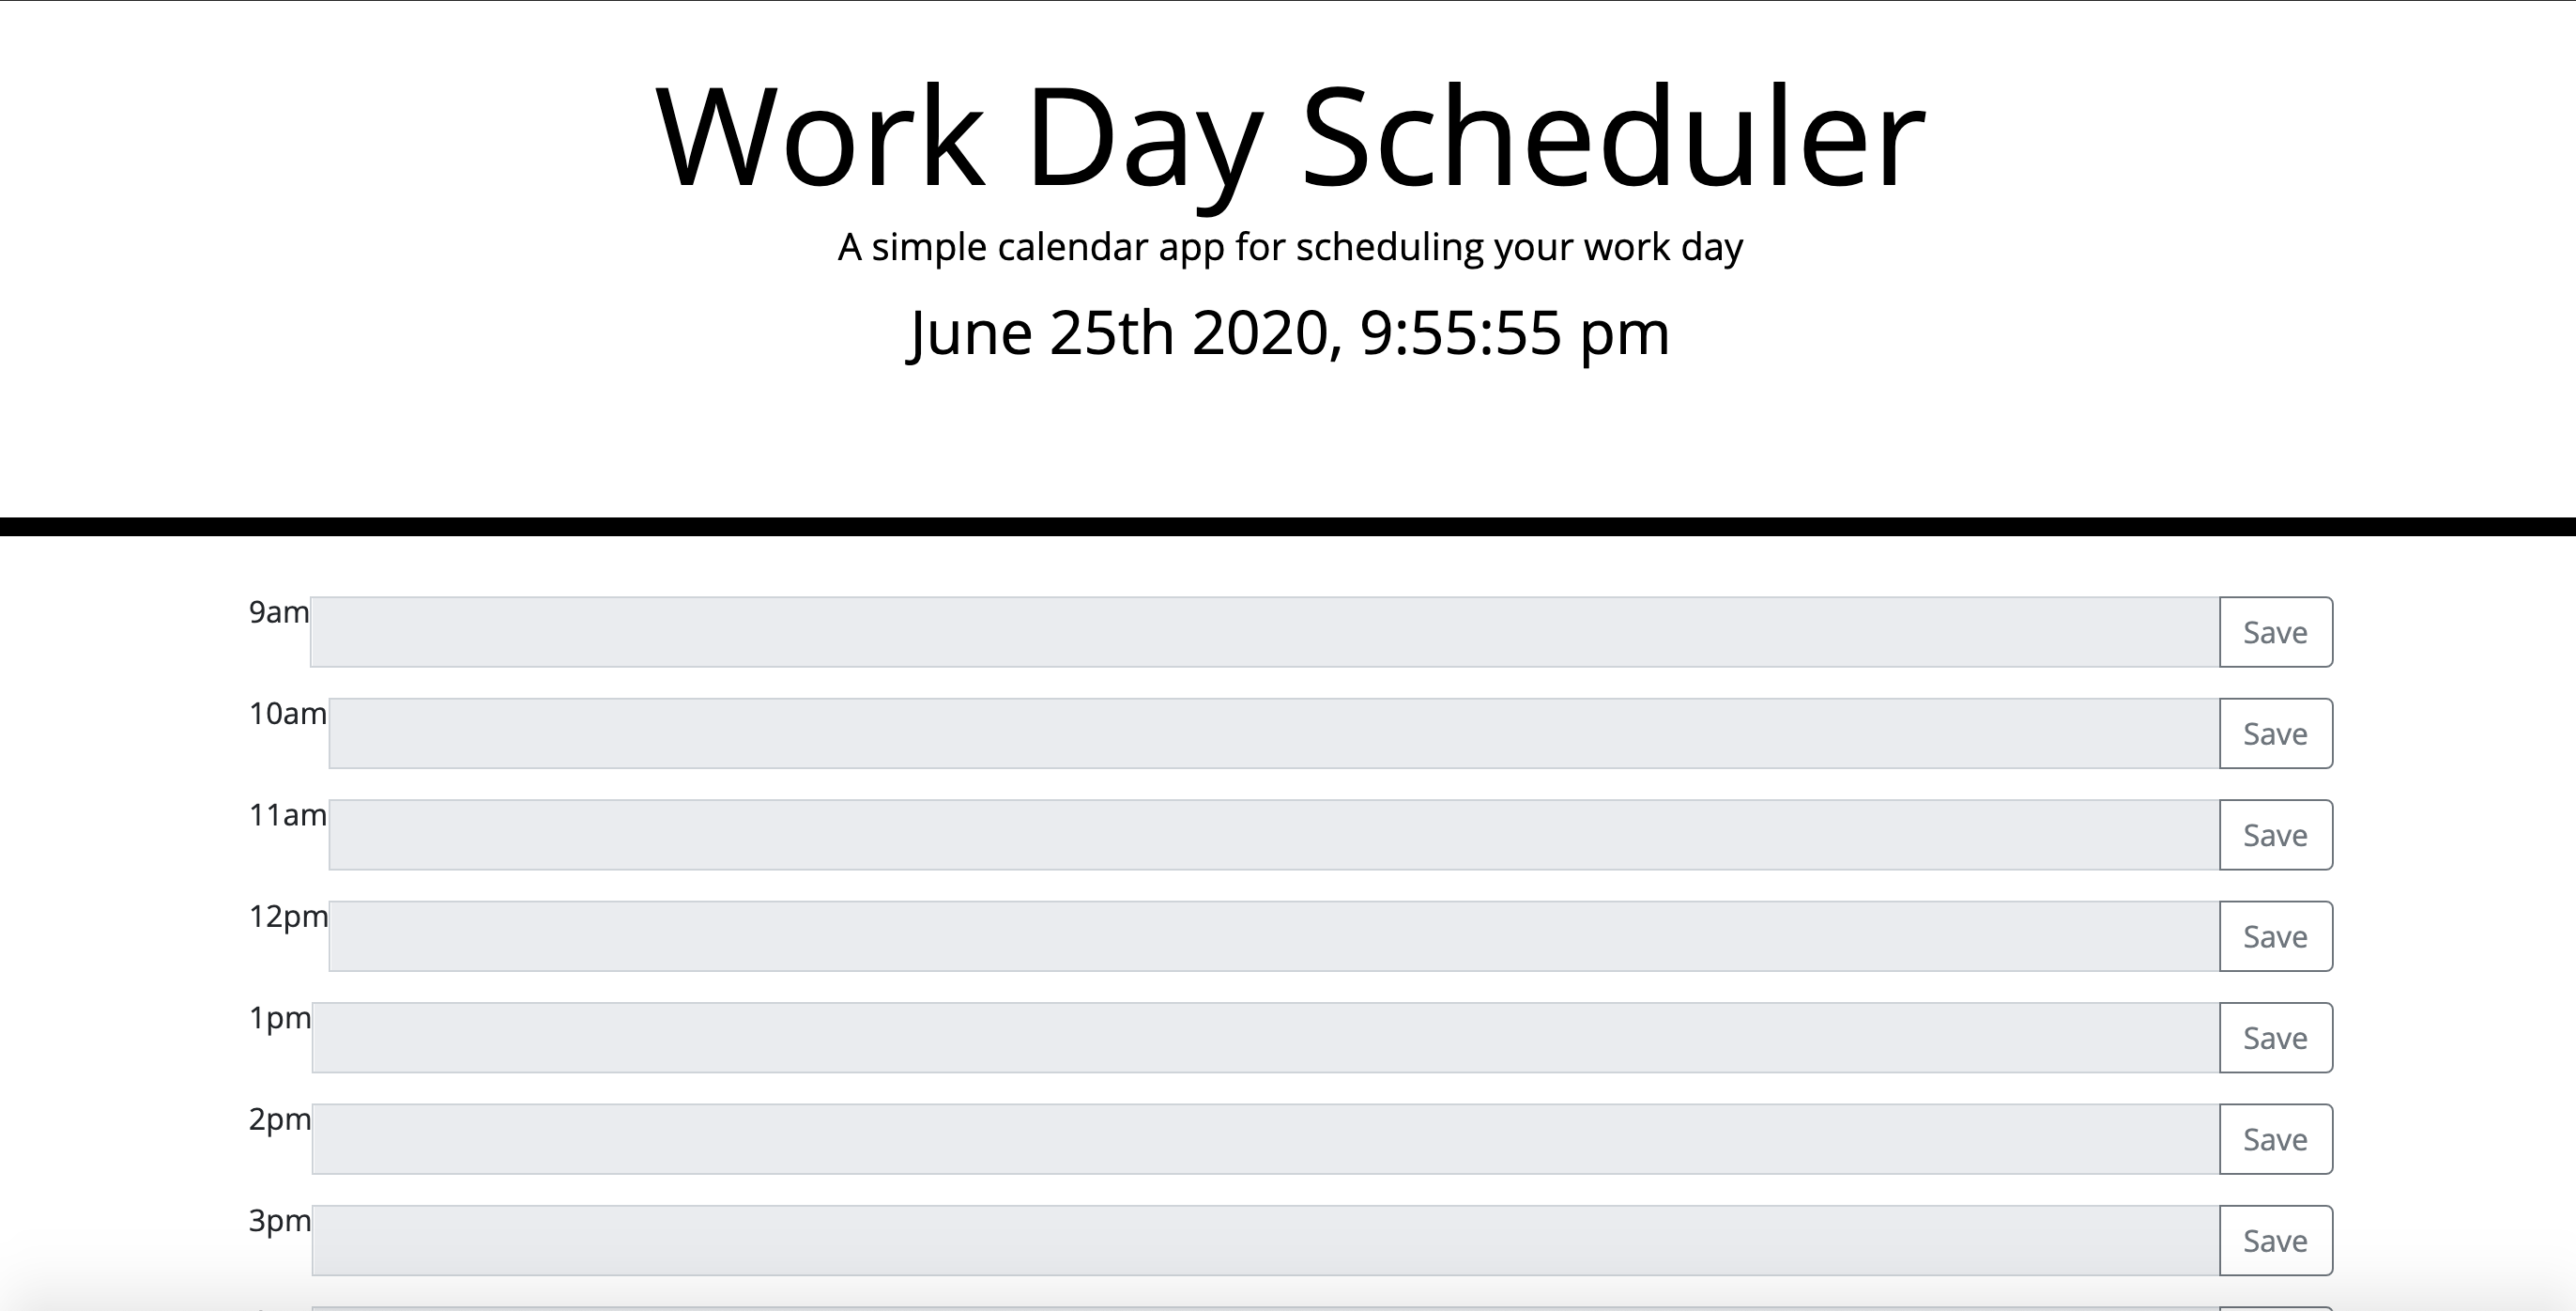 Work Day Scheduler
A simple calendar app for scheduling your work day
June 25th 2020, 9:55:55 pm
9am Save
10am Save
11am Save
12pm Save
1pm Save
2pm Save
3pm Save